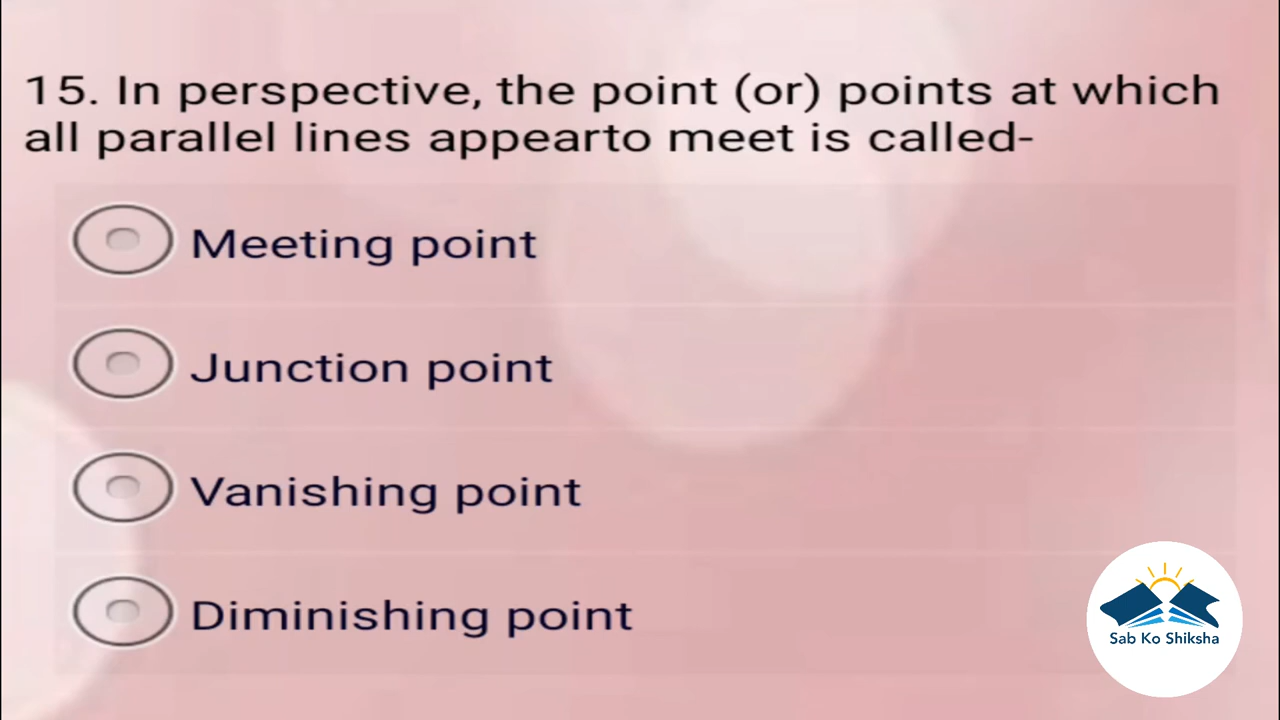 15. In perspective, the point (or) points at which
all parallel lines appearto meet is called-
Meeting point
Junction point
Vanishing point
Diminishing point
Sab Ko Shiksha